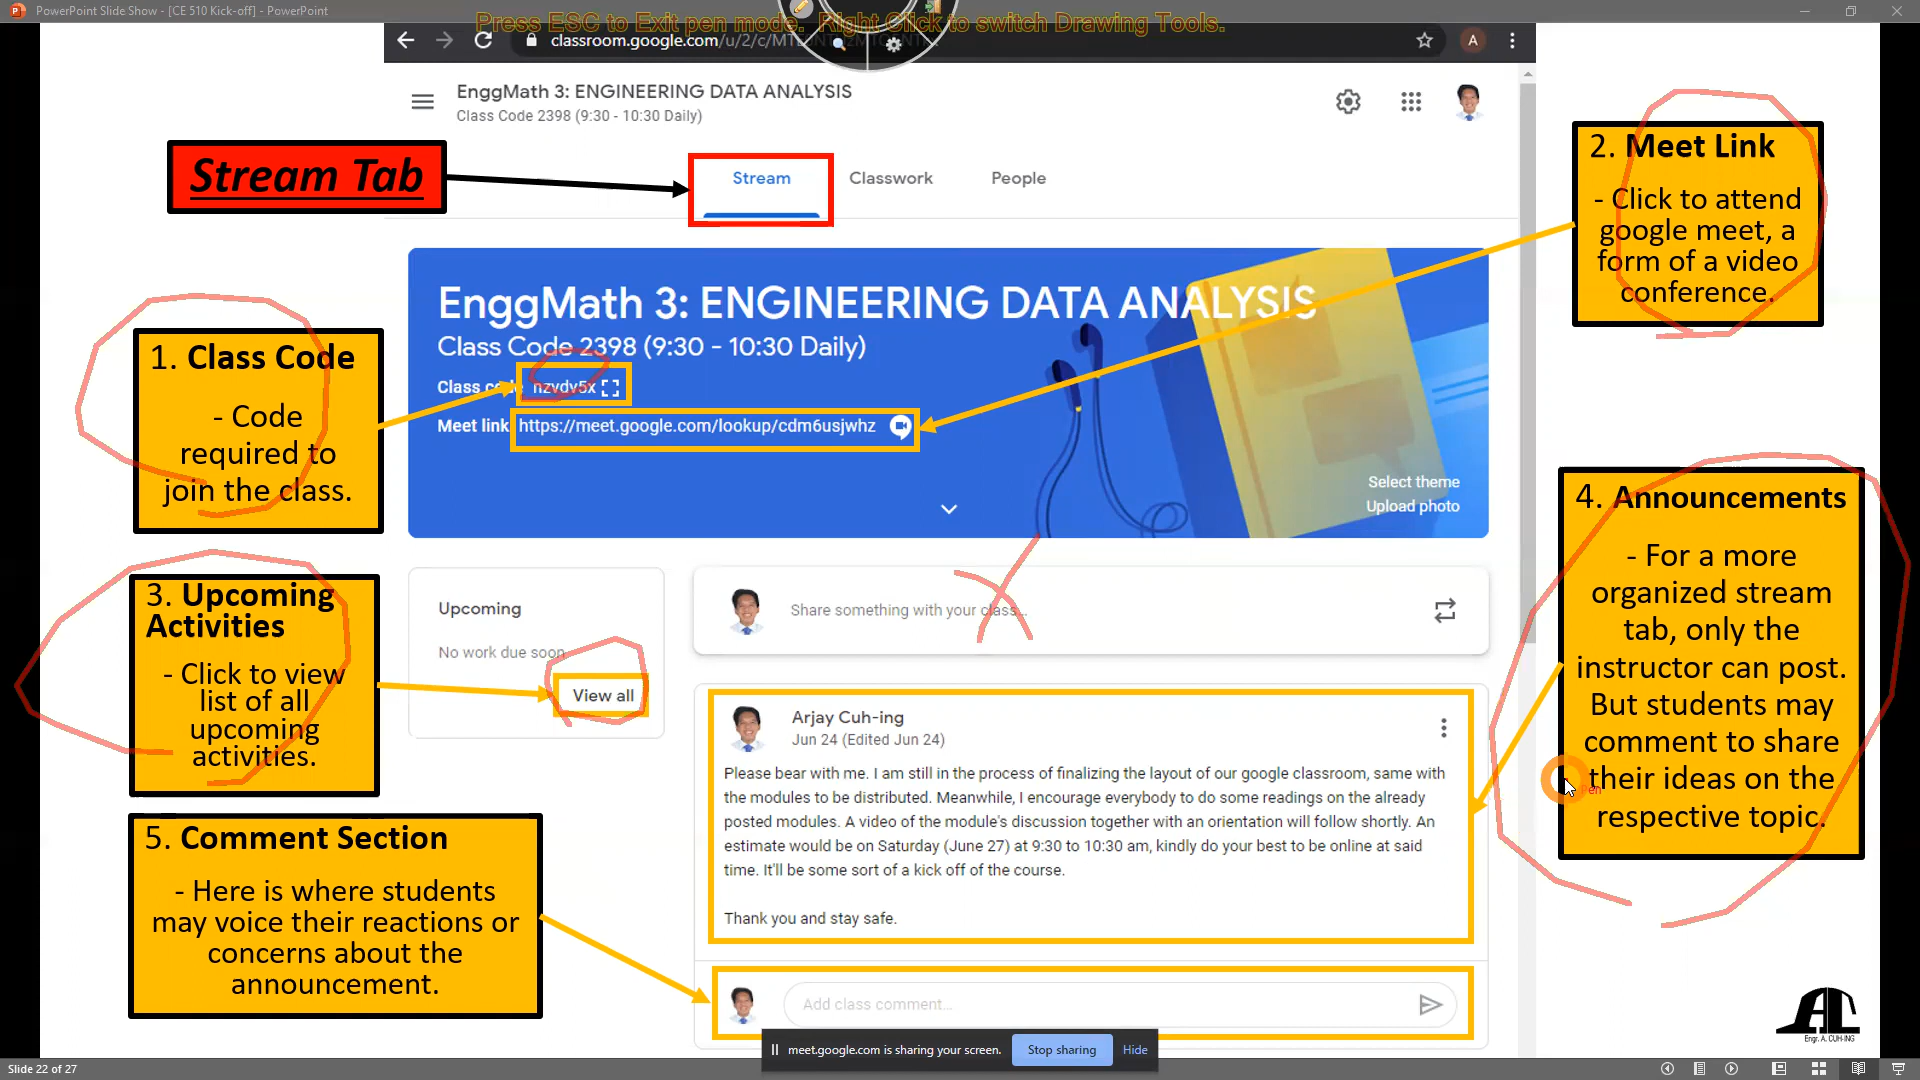 PowerPoint Slide Show - [CE 510 Kick-off] - PowerPoint
Press ESC to Exit pen mode. Right Click to switch Drawing Tools.
classroom.google.com/u/2/c/
A
EnggMath 3: ENGINEERING DATA ANALYSIS
Class Code 2398 (9:30 - 10:30 Daily)
Stream Tab
Stream
Classwork
People
2. Meet Link
- Click to attend
google meet, a
form of a video
conference.
EnggMath 3: ENGINEERING DATA ANALYSIS
Class Code 2398 (9:30 - 10:30 Daily)
Class code nzvdv5x
Meet link https://meet.google.com/lookup/cdm6usjwhz
Select theme
Upload photo
1. Class Code
- Code
required to
join the class.
3. Upcoming
Activities
- Click to view
list of all
upcoming
activities.
Upcoming
No work due soon
View all
Share something with your class...
4. Announcements
- For a more
organized stream
tab, only the
instructor can post.
But students may
comment to share
their ideas on the
respective topic.
Pen
Arjay Cuh-ing
Jun 24 (Edited Jun 24)
Please bear with me. I am still in the process of finalizing the layout of our google classroom, same with
the modules to be distributed. Meanwhile, I encourage everybody to do some readings on the already
posted modules. A video of the module's discussion together with an orientation will follow shortly. An
estimate would be on Saturday (June 27) at 9:30 to 10:30 am, kindly do your best to be online at said
time. It'll be some sort of a kick off of the course.
Thank you and stay safe.
5. Comment Section
- Here is where students
may voice their reactions or
concerns about the
announcement.
Add class comment...
meet.google.com is sharing your screen.
Stop sharing
Hide
Engr. A. CUH-ING
Slide 22 of 27